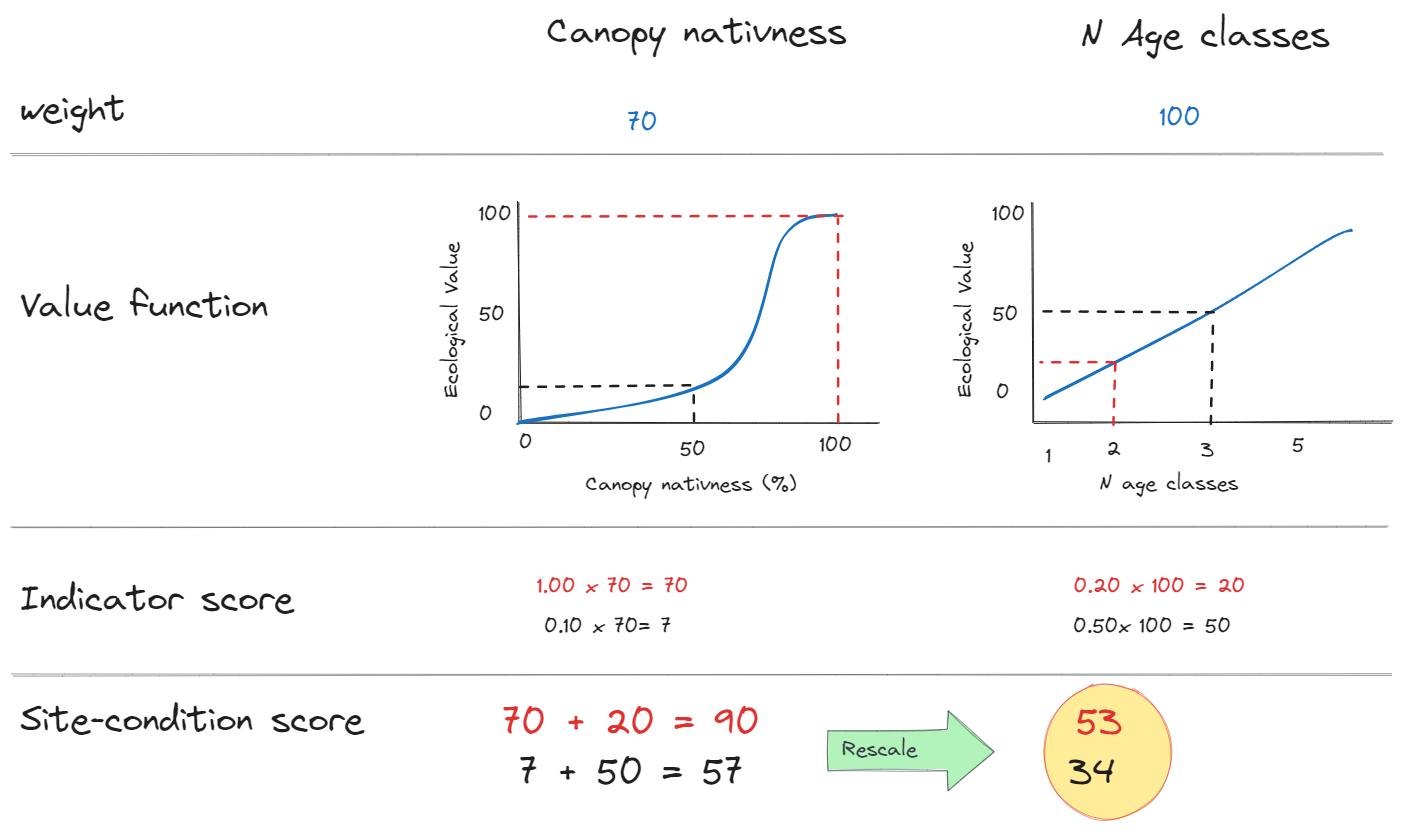 Canopy nativness
N Age classes
weight
70
100
Value function
Ecological Value
100
50
0
0
50
100
Canopy nativness (%)
Ecological Value
100
50
0
1
2
3
5
N age classes
Indicator score
1.00 x 70 = 70
0.10 x 70= 7
0.20 x 100 = 20
0.50x 100 = 50
Site-condition score
70 + 20 = 90
7 + 50 = 57
Rescale
53
34